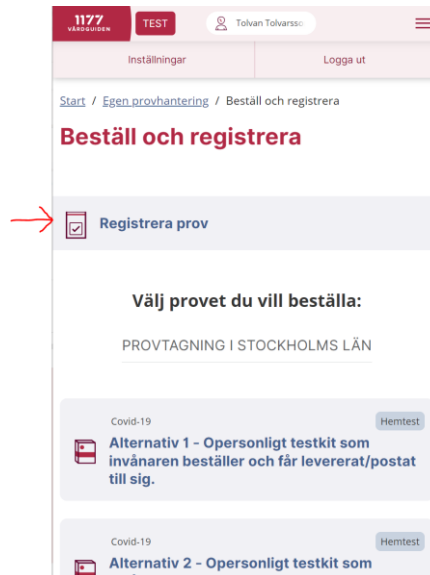 1177
VÅRDGUIDEN
TEST
Tolvan Tolvarsso
Inställningar
Logga ut
Start / Egen provhantering / Beställ och registrera
Beställ och registrera
Registrera prov
Välj provet du vill beställa:
PROVTAGNING I STOCKHOLMS LÄN
Covid-19
Hemtest
Alternativ 1 - Opersonligt testkit som
invånaren beställer och får levererat/postat
till sig.
Covid-19
Hemtest
Alternativ 2 - Opersonligt testkit som